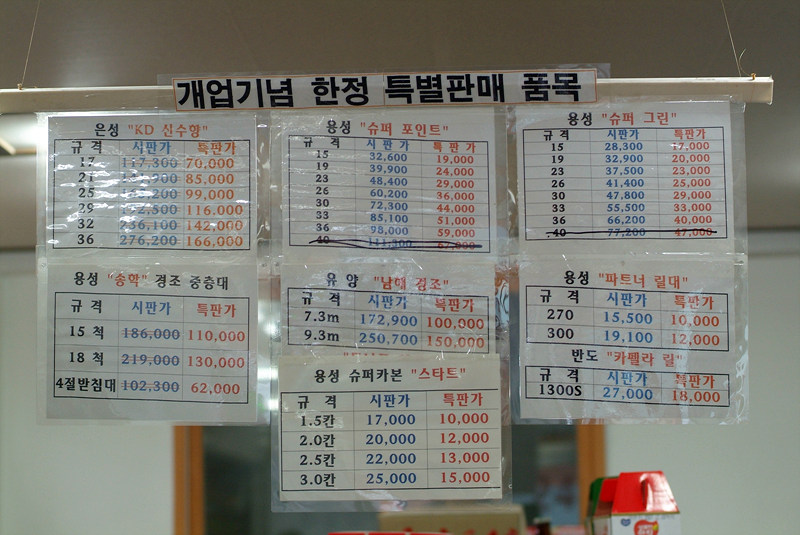 개업기념 한정 특별판매 품목
은성 "KD 신수향"
규격 시판가 특판가
17 117,300 70,000
21 85,000
25 99,000
29 116,000
32 236,100 142,000
36 276,200 166,000
용성 "슈퍼 포인트"
규격 시판가 특판가
15 32,600 19,000
19 39,900 24,000
23 48,400 29,000
26 60,200 36,000
30 72,300 44,000
33 85,100 51,000
36 98,000 59,000
40 111,300 67,000
용성 "슈퍼 그린"
규격 시판가 특판가
15 28,300 17,000
19 32,900 20,000
23 37,500 23,000
26 41,400 25,000
30 47,800 29,000
33 55,500 33,000
36 66,200 40,000
40 77,200 47,000
용성 "송학" 경조 중층대
규격 시판가 특판가
15 척 186,000 110,000
18 척 219,000 130,000
4절받침대 102,300 62,000
유양 "남해 경조"
규격 시판가 특판가
7.3m 172,900 100,000
9.3m 250,700 150,000
용성 슈퍼카본 "스타트"
규격 시판가 특판가
1.5칸 17,000 10,000
2.0칸 20,000 12,000
2.5칸 22,000 13,000
3.0칸 25,000 15,000
용성 "파트너 릴대"
규격 시판가 특판가
270 15,500 10,000
300 19,100 12,000
반도 "카펠라 릴"
규격 시판가 특판가
1300S 27,000 18,000